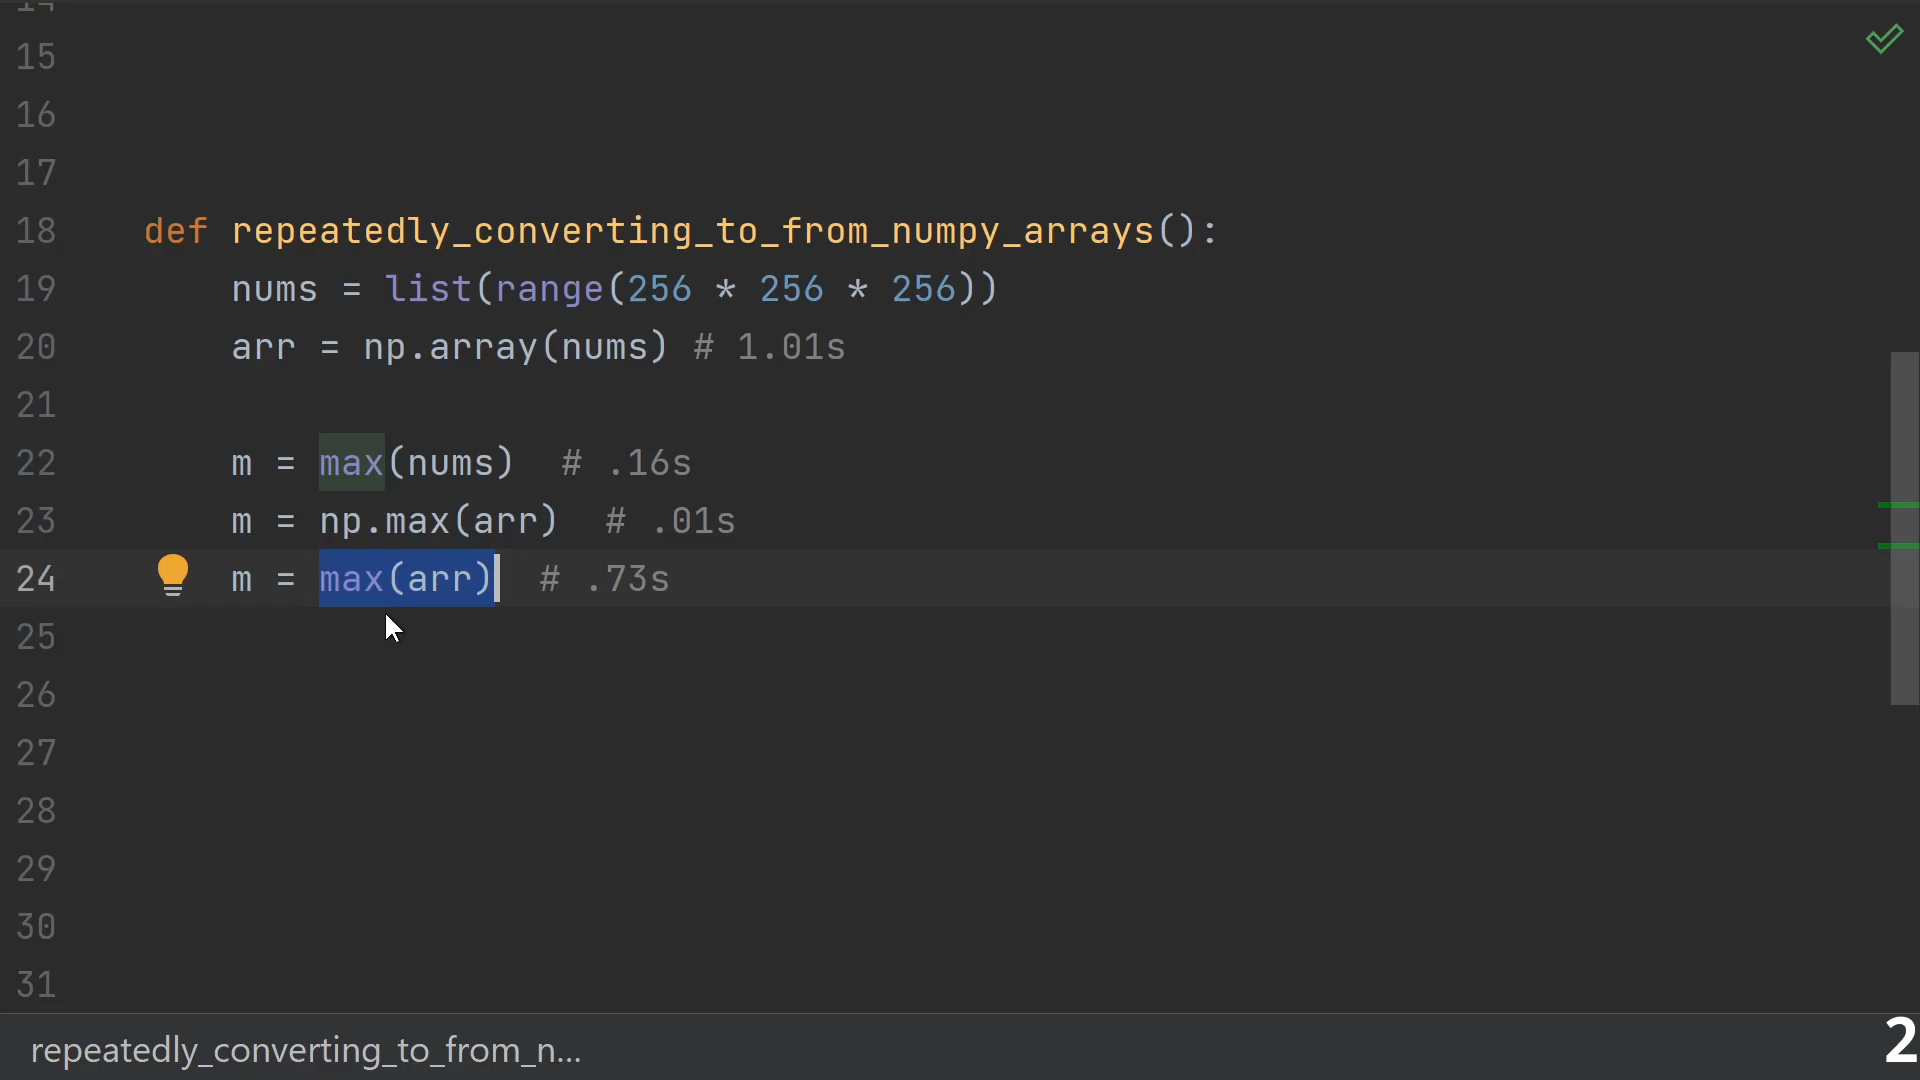 15
16
17
18 def repeatedly_converting_to_from_numpy_arrays():
19 nums = list(range(256 * 256 * 256))
20 arr = np.array(nums) # 1.01s
21
22 m = max(nums)  # .16s
23 m = np.max(arr)  # .01s
24 m = max(arr)  # .73s
25
26
27
28
29
30
31
repeatedly_converting_to_from_n...
2